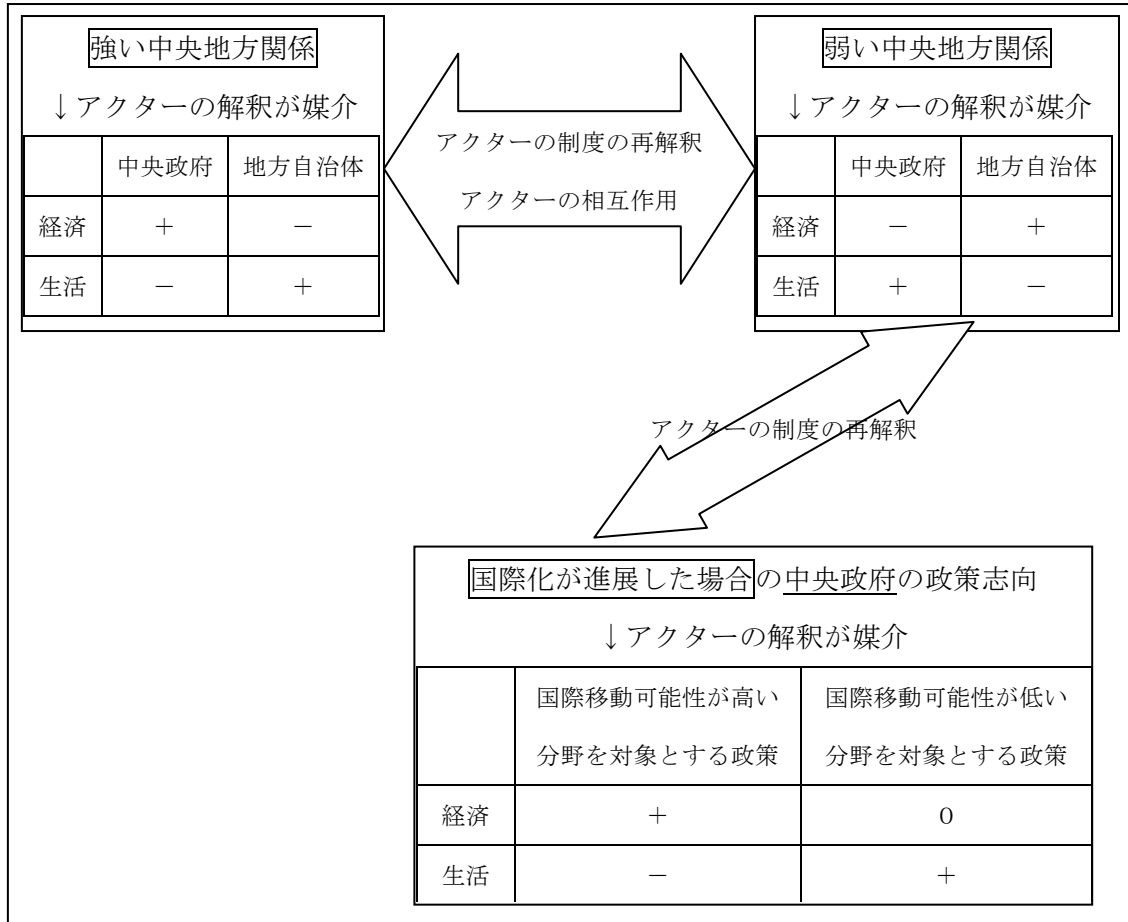 強い中央地方関係
↓アクターの解釈が媒介
中央政府 地方自治体
経済 + −
生活 − +
アクターの制度の再解釈
アクターの相互作用
弱い中央地方関係
↓アクターの解釈が媒介
中央政府 地方自治体
経済 − +
生活 + −
アクターの制度の再解釈
国際化が進展した場合の中央政府の政策志向
↓アクターの解釈が媒介
国際移動可能性が高い 国際移動可能性が低い
分野を対象とする政策 分野を対象とする政策
経済 + 0
生活 − +